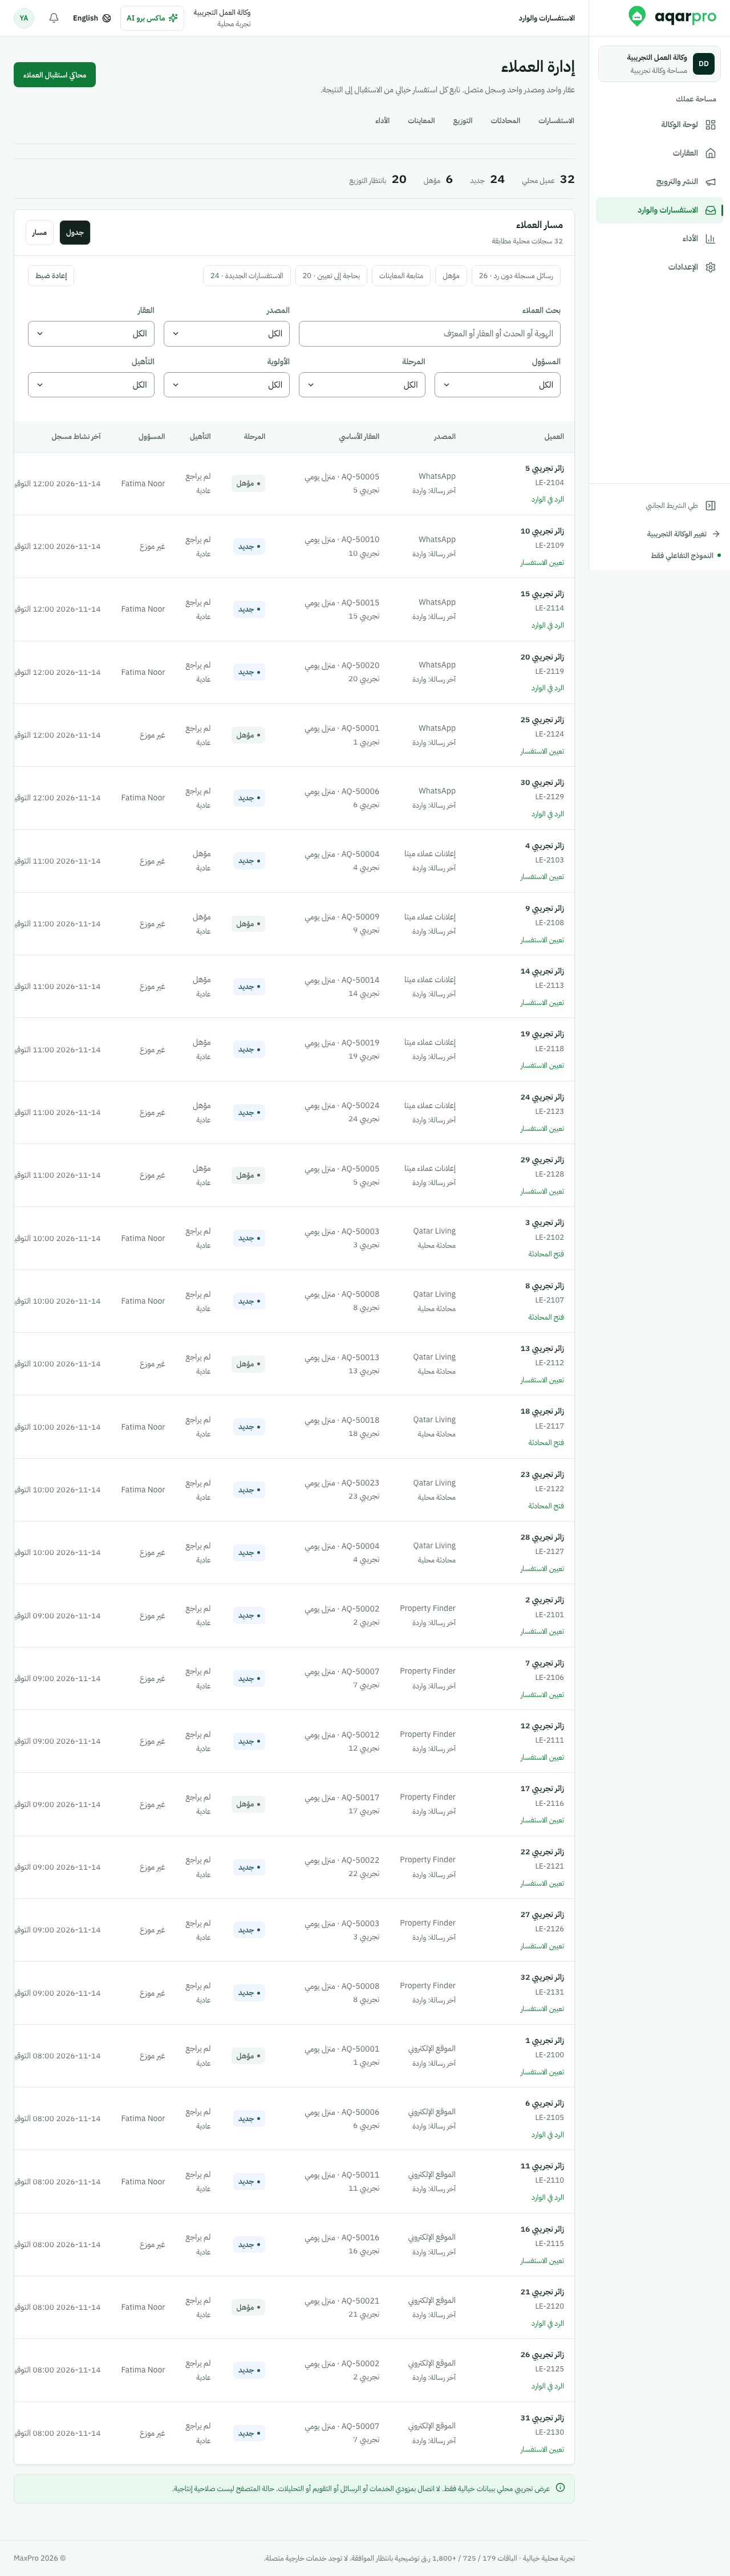 aqarpro
DD
وكالة العمل التجريبية
مساحة وكالة تجريبية
مساحة عملك
لوحة الوكالة
العقارات
النشر والترويج
الاستفسارات والوارد
الأداء
الإعدادات
طي الشريط الجانبي
تغيير الوكالة التجريبية
النموذج التفاعلي فقط
الاستفسارات والوارد
وكالة العمل التجريبية
تجربة محلية
ماكس برو AI
English
YA
إدارة العملاء
عقار واحد ومصدر واحد وسجل متصل. تابع كل استفسار خيالي من الاستقبال إلى النتيجة.
محاكي استقبال العملاء
الاستفسارات
المحادثات
التوزيع
المعاينات
الأداء
32 عميل محلي
24 جديد
6 مؤهل
20 بانتظار التوزيع
مسار العملاء
32 سجلات محلية مطابقة
جدول
مسار
رسائل مسجلة دون رد · 26
مؤهل
متابعة المعاينات
بحاجة إلى تعيين · 20
الاستفسارات الجديدة · 24
إعادة ضبط
بحث العملاء
المصدر
العقار
الهوية أو الحدث أو العقار أو المعرّف
الكل
الكل
المسؤول
المرحلة
الأولوية
التأهيل
الكل
الكل
الكل
الكل
العميل
المصدر
العقار الأساسي
المرحلة
التأهيل
المسؤول
آخر نشاط مسجل
زائر تجريبي 5
LE-2104
الرد في الوارد
WhatsApp
آخر رسالة: واردة
AQ-50005 · منزل يومي
تجريبي 5
مؤهل
لم يراجع
عادية
Fatima Noor
2026-11-14 12:00
زائر تجريبي 10
LE-2109
تعيين الاستفسار
WhatsApp
آخر رسالة: واردة
AQ-50010 · منزل يومي
تجريبي 10
جديد
لم يراجع
عادية
غير موزع
2026-11-14 12:00
زائر تجريبي 15
LE-2114
الرد في الوارد
WhatsApp
آخر رسالة: واردة
AQ-50015 · منزل يومي
تجريبي 15
جديد
لم يراجع
عادية
Fatima Noor
2026-11-14 12:00
زائر تجريبي 20
LE-2119
الرد في الوارد
WhatsApp
آخر رسالة: واردة
AQ-50020 · منزل يومي
تجريبي 20
جديد
لم يراجع
عادية
Fatima Noor
2026-11-14 12:00
زائر تجريبي 25
LE-2124
تعيين الاستفسار
WhatsApp
آخر رسالة: واردة
AQ-50001 · منزل يومي
تجريبي 1
مؤهل
لم يراجع
عادية
غير موزع
2026-11-14 12:00
زائر تجريبي 30
LE-2129
الرد في الوارد
WhatsApp
آخر رسالة: واردة
AQ-50006 · منزل يومي
تجريبي 6
جديد
لم يراجع
عادية
Fatima Noor
2026-11-14 12:00
زائر تجريبي 4
LE-2103
تعيين الاستفسار
إعلانات عملاء ميتا
آخر رسالة: واردة
AQ-50004 · منزل يومي
تجريبي 4
جديد
مؤهل
عادية
غير موزع
2026-11-14 11:00
زائر تجريبي 9
LE-2108
تعيين الاستفسار
إعلانات عملاء ميتا
آخر رسالة: واردة
AQ-50009 · منزل يومي
تجريبي 9
مؤهل
مؤهل
عادية
غير موزع
2026-11-14 11:00
زائر تجريبي 14
LE-2113
تعيين الاستفسار
إعلانات عملاء ميتا
آخر رسالة: واردة
AQ-50014 · منزل يومي
تجريبي 14
جديد
مؤهل
عادية
غير موزع
2026-11-14 11:00
زائر تجريبي 19
LE-2118
تعيين الاستفسار
إعلانات عملاء ميتا
آخر رسالة: واردة
AQ-50019 · منزل يومي
تجريبي 19
جديد
مؤهل
عادية
غير موزع
2026-11-14 11:00
زائر تجريبي 24
LE-2123
تعيين الاستفسار
إعلانات عملاء ميتا
آخر رسالة: واردة
AQ-50024 · منزل يومي
تجريبي 24
جديد
مؤهل
عادية
غير موزع
2026-11-14 11:00
زائر تجريبي 29
LE-2128
تعيين الاستفسار
إعلانات عملاء ميتا
آخر رسالة: واردة
AQ-50005 · منزل يومي
تجريبي 5
مؤهل
مؤهل
عادية
غير موزع
2026-11-14 11:00
زائر تجريبي 3
LE-2102
فتح المحادثة
Qatar Living
محادثة محلية
AQ-50003 · منزل يومي
تجريبي 3
جديد
لم يراجع
عادية
Fatima Noor
2026-11-14 10:00
زائر تجريبي 8
LE-2107
فتح المحادثة
Qatar Living
محادثة محلية
AQ-50008 · منزل يومي
تجريبي 8
جديد
لم يراجع
عادية
Fatima Noor
2026-11-14 10:00
زائر تجريبي 13
LE-2112
تعيين الاستفسار
Qatar Living
محادثة محلية
AQ-50013 · منزل يومي
تجريبي 13
مؤهل
لم يراجع
عادية
غير موزع
2026-11-14 10:00
زائر تجريبي 18
LE-2117
فتح المحادثة
Qatar Living
محادثة محلية
AQ-50018 · منزل يومي
تجريبي 18
جديد
لم يراجع
عادية
Fatima Noor
2026-11-14 10:00
زائر تجريبي 23
LE-2122
فتح المحادثة
Qatar Living
محادثة محلية
AQ-50023 · منزل يومي
تجريبي 23
جديد
لم يراجع
عادية
Fatima Noor
2026-11-14 10:00
زائر تجريبي 28
LE-2127
تعيين الاستفسار
Qatar Living
محادثة محلية
AQ-50004 · منزل يومي
تجريبي 4
جديد
لم يراجع
عادية
غير موزع
2026-11-14 10:00
زائر تجريبي 2
LE-2101
تعيين الاستفسار
Property Finder
آخر رسالة: واردة
AQ-50002 · منزل يومي
تجريبي 2
جديد
لم يراجع
عادية
غير موزع
2026-11-14 09:00
زائر تجريبي 7
LE-2106
تعيين الاستفسار
Property Finder
آخر رسالة: واردة
AQ-50007 · منزل يومي
تجريبي 7
جديد
لم يراجع
عادية
غير موزع
2026-11-14 09:00
زائر تجريبي 12
LE-2111
تعيين الاستفسار
Property Finder
آخر رسالة: واردة
AQ-50012 · منزل يومي
تجريبي 12
جديد
لم يراجع
عادية
غير موزع
2026-11-14 09:00
زائر تجريبي 17
LE-2116
تعيين الاستفسار
Property Finder
آخر رسالة: واردة
AQ-50017 · منزل يومي
تجريبي 17
مؤهل
لم يراجع
عادية
غير موزع
2026-11-14 09:00
زائر تجريبي 22
LE-2121
تعيين الاستفسار
Property Finder
آخر رسالة: واردة
AQ-50022 · منزل يومي
تجريبي 22
جديد
لم يراجع
عادية
غير موزع
2026-11-14 09:00
زائر تجريبي 27
LE-2126
تعيين الاستفسار
Property Finder
آخر رسالة: واردة
AQ-50003 · منزل يومي
تجريبي 3
جديد
لم يراجع
عادية
غير موزع
2026-11-14 09:00
زائر تجريبي 32
LE-2131
تعيين الاستفسار
Property Finder
آخر رسالة: واردة
AQ-50008 · منزل يومي
تجريبي 8
جديد
لم يراجع
عادية
غير موزع
2026-11-14 09:00
زائر تجريبي 1
LE-2100
تعيين الاستفسار
الموقع الإلكتروني
آخر رسالة: واردة
AQ-50001 · منزل يومي
تجريبي 1
مؤهل
لم يراجع
عادية
غير موزع
2026-11-14 08:00
زائر تجريبي 6
LE-2105
الرد في الوارد
الموقع الإلكتروني
آخر رسالة: واردة
AQ-50006 · منزل يومي
تجريبي 6
جديد
لم يراجع
عادية
Fatima Noor
2026-11-14 08:00
زائر تجريبي 11
LE-2110
الرد في الوارد
الموقع الإلكتروني
آخر رسالة: واردة
AQ-50011 · منزل يومي
تجريبي 11
جديد
لم يراجع
عادية
Fatima Noor
2026-11-14 08:00
زائر تجريبي 16
LE-2115
تعيين الاستفسار
الموقع الإلكتروني
آخر رسالة: واردة
AQ-50016 · منزل يومي
تجريبي 16
جديد
لم يراجع
عادية
غير موزع
2026-11-14 08:00
زائر تجريبي 21
LE-2120
الرد في الوارد
الموقع الإلكتروني
آخر رسالة: واردة
AQ-50021 · منزل يومي
تجريبي 21
مؤهل
لم يراجع
عادية
Fatima Noor
2026-11-14 08:00
زائر تجريبي 26
LE-2125
الرد في الوارد
الموقع الإلكتروني
آخر رسالة: واردة
AQ-50002 · منزل يومي
تجريبي 2
جديد
لم يراجع
عادية
Fatima Noor
2026-11-14 08:00
زائر تجريبي 31
LE-2130
تعيين الاستفسار
الموقع الإلكتروني
آخر رسالة: واردة
AQ-50007 · منزل يومي
تجريبي 7
جديد
لم يراجع
عادية
غير موزع
2026-11-14 08:00
عرض تجريبي محلي ببيانات خيالية فقط. لا اتصال بمزودي الخدمات أو الرسائل أو التقويم أو التحليلات. حالة المتصفح ليست صلاحية إنتاجية.
تجربة محلية خيالية · الباقات 179 / 725 / +1,800 ر.ق توضيحية بانتظار الموافقة. لا توجد خدمات خارجية متصلة.
© 2026 MaxPro